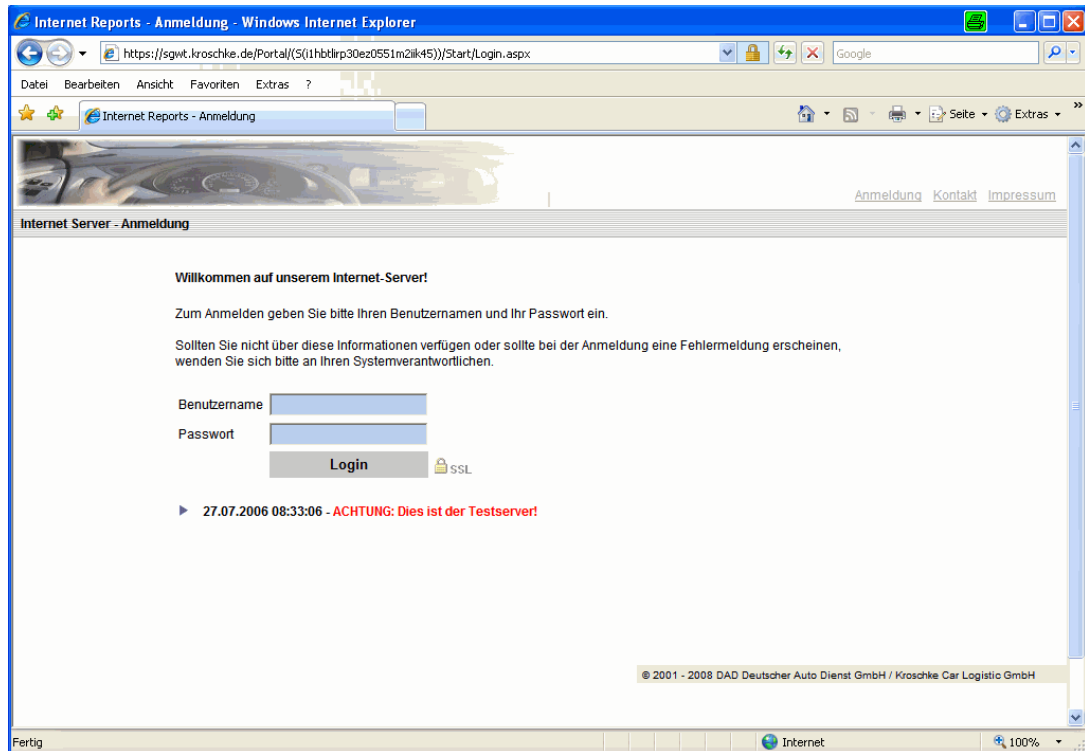 Internet Reports - Anmeldung - Windows Internet Explorer
https://sgwt.kroschke.de/Portal/(S(i1hbtlirp30ez0551m2iik45))/Start/Login.aspx
Google
Datei Bearbeiten Ansicht Favoriten Extras ?
Internet Reports - Anmeldung
Seite
Extras
Anmeldung Kontakt Impressum
Internet Server - Anmeldung
Willkommen auf unserem Internet-Server!
Zum Anmelden geben Sie bitte Ihren Benutzernamen und Ihr Passwort ein.
Sollten Sie nicht über diese Informationen verfügen oder sollte bei der Anmeldung eine Fehlermeldung erscheinen,
wenden Sie sich bitte an Ihren Systemverantwortlichen.
Benutzername
Passwort
Login
SSL
27.07.2006 08:33:06 - ACHTUNG: Dies ist der Testserver!
© 2001 - 2008 DAD Deutscher Auto Dienst GmbH / Kroschke Car Logistic GmbH
Fertig
Internet
100%